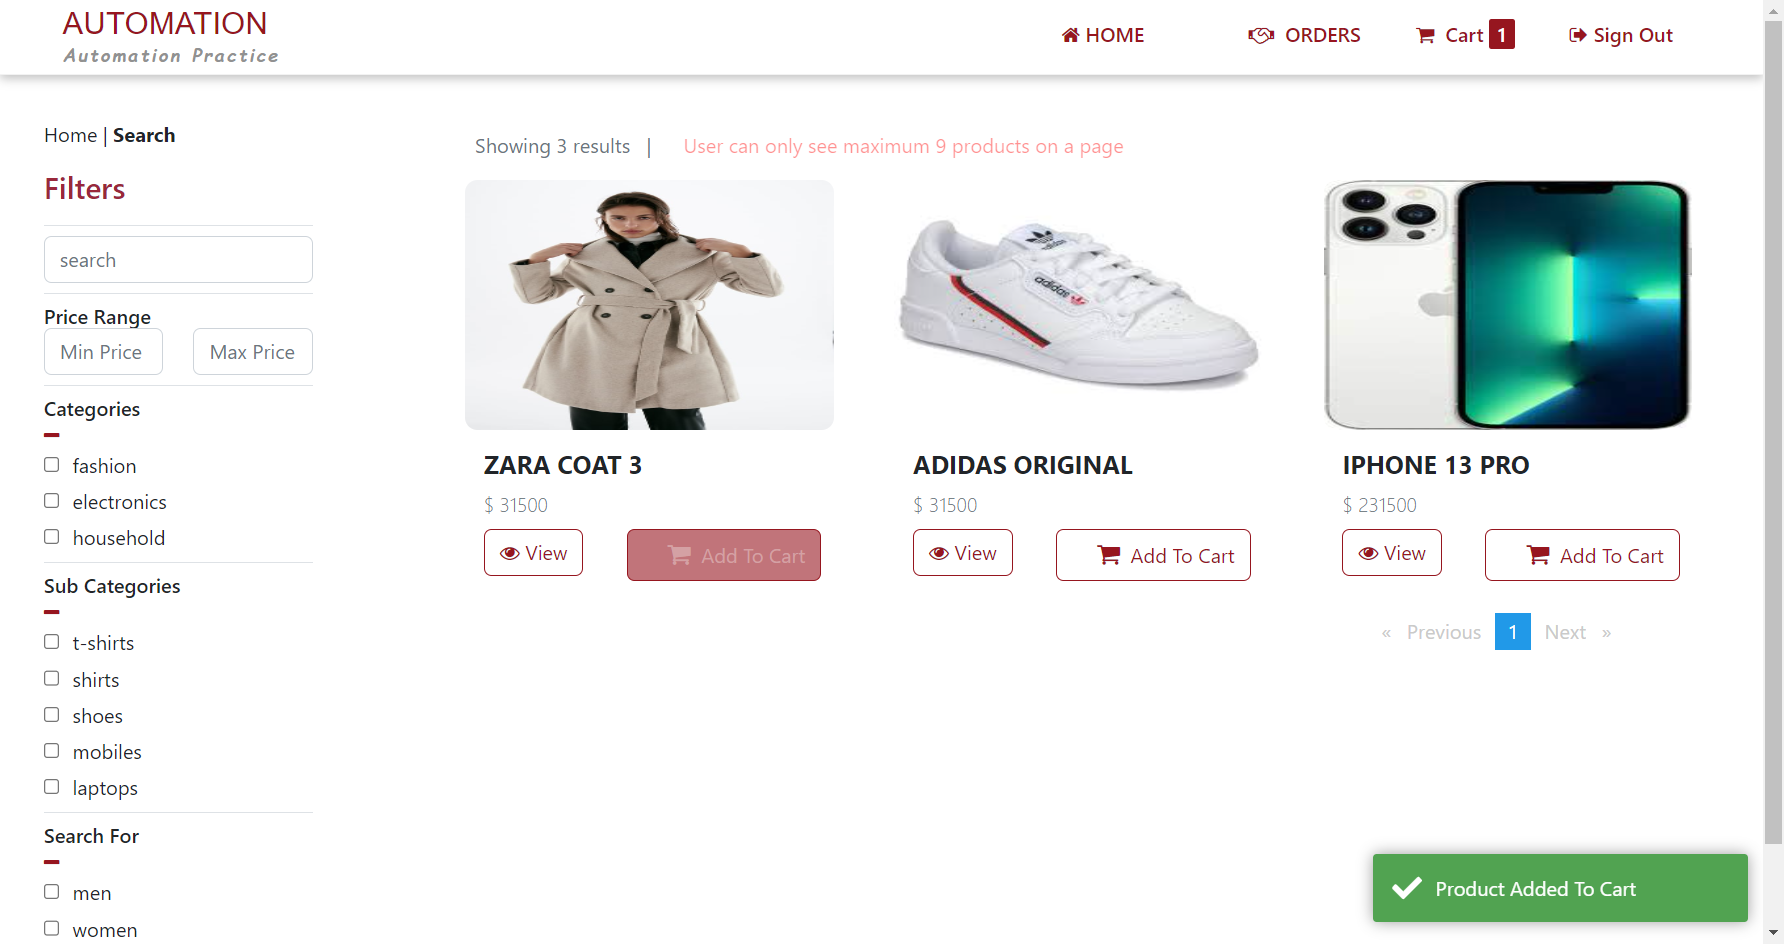 AUTOMATION
Automation Practice
HOME
ORDERS
Cart 1
Sign Out
Home | Search
Filters
search
Price Range
Min Price
Max Price
Categories
fashion
electronics
household
Sub Categories
t-shirts
shirts
shoes
mobiles
laptops
Search For
men
women
Showing 3 results |
User can only see maximum 9 products on a page
adidas
ZARA COAT 3
$ 31500
View
Add To Cart
ADIDAS ORIGINAL
$ 31500
View
Add To Cart
IPHONE 13 PRO
$ 231500
View
Add To Cart
« Previous 1 Next »
Product Added To Cart